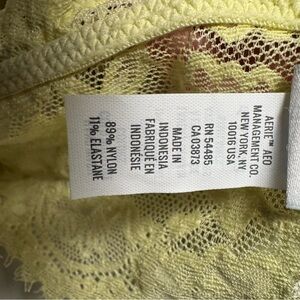 AERIE™ AEO
MANAGEMENT CO.
NEW YORK, NY
10016 USA
RN 54485
CA 03873
MADE IN
INDONESIA
FABRIQUÉ EN
INDONÉSIE
89% NYLON
11% ELASTANE